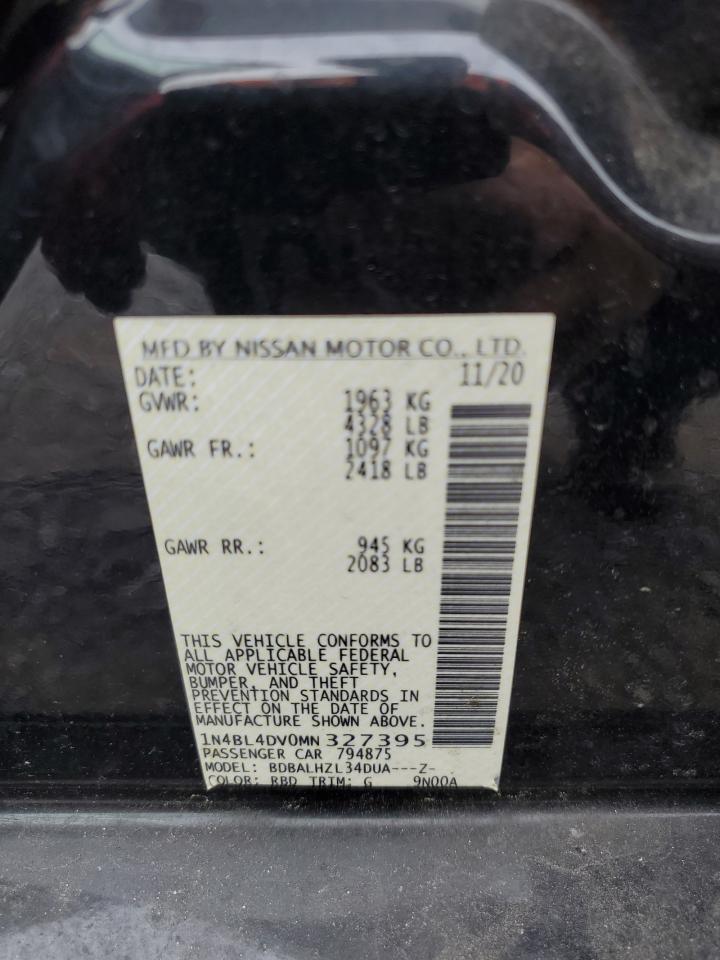 MFD BY NISSAN MOTOR CO., LTD.
DATE: 11/20
GVWR: 1963 KG
4328 LB
GAWR FR.: 1097 KG
2418 LB
GAWR RR.: 945 KG
2083 LB
THIS VEHICLE CONFORMS TO
ALL APPLICABLE FEDERAL
MOTOR VEHICLE SAFETY,
BUMPER, AND THEFT
PREVENTION STANDARDS IN
EFFECT ON THE DATE OF
MANUFACTURE SHOWN ABOVE.
1N4BL4DV0MN 327395
PASSENGER CAR 794875
MODEL: BDBALHZL34DUA---Z-
COLOR: RBD TRIM: G 9N00A